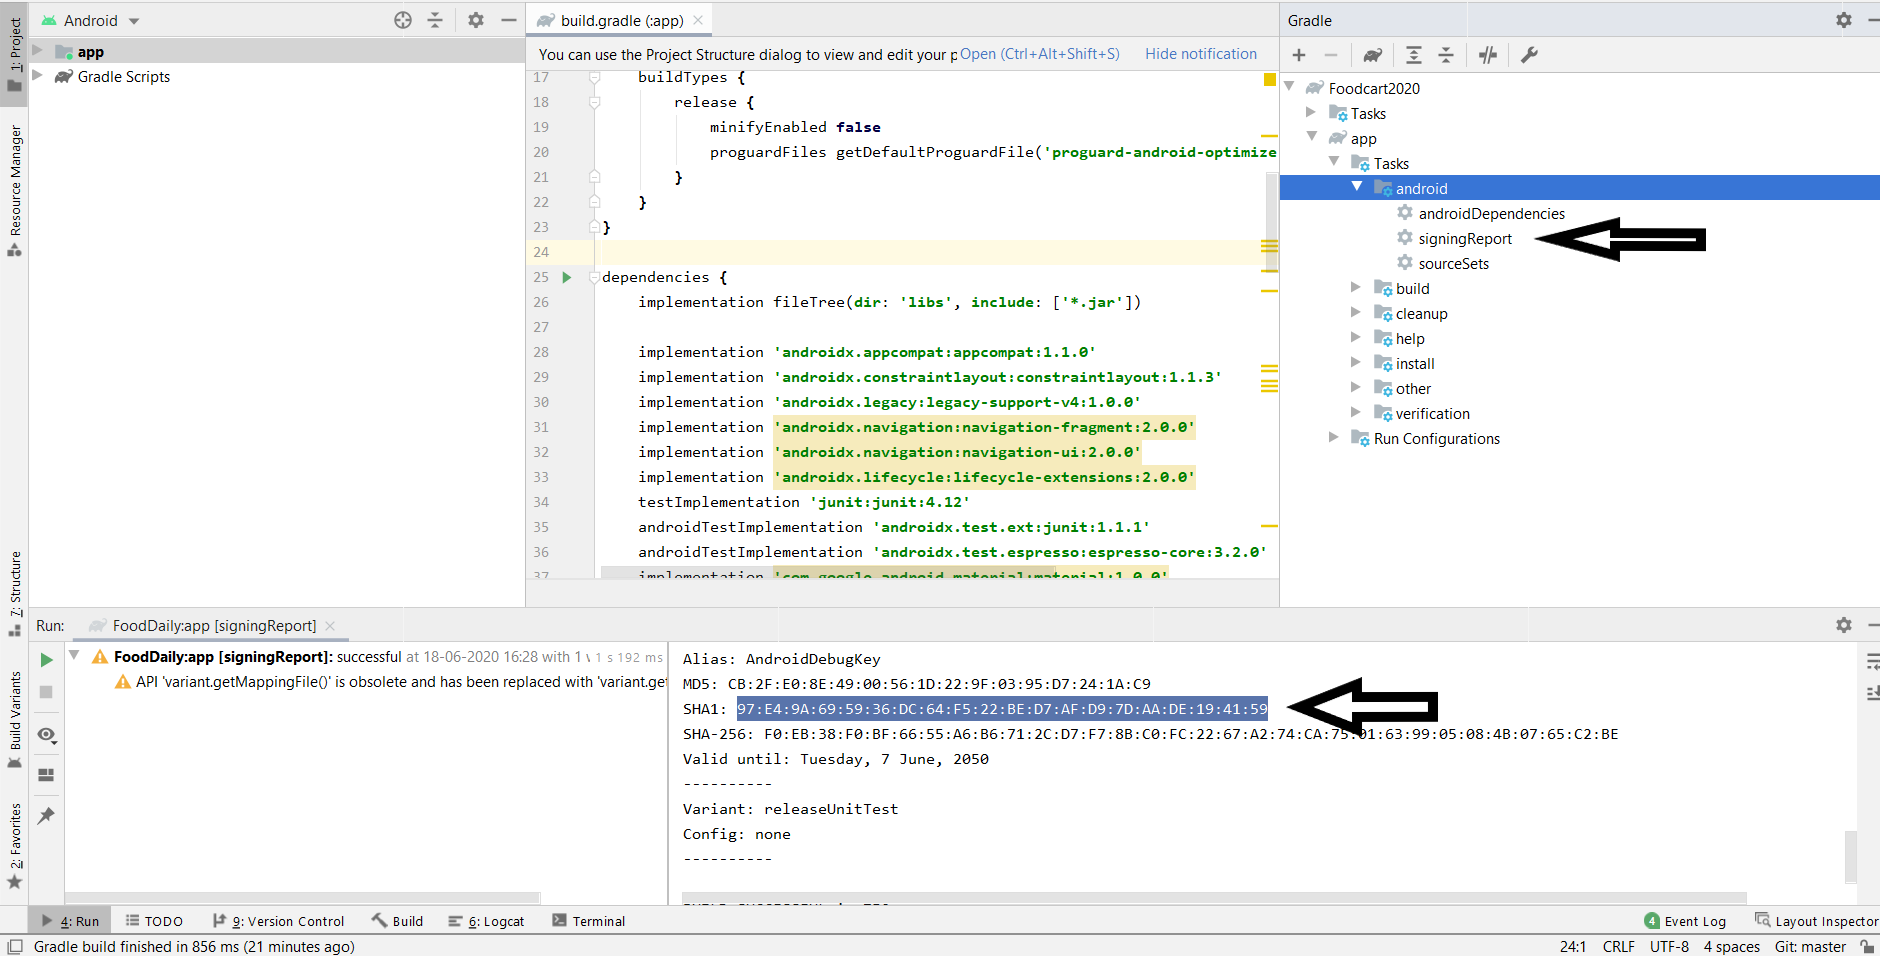 Android
build.gradle (:app)
Gradle
1: Project
app
Gradle Scripts
Resource Manager
7: Structure
Build Variants
2: Favorites
You can use the Project Structure dialog to view and edit your p Open (Ctrl+Alt+Shift+S) Hide notification
17 buildTypes {
18 release {
19 minifyEnabled false
20 proguardFiles getDefaultProguardFile('proguard-android-optimize
21 }
22 }
23 }
24
25 dependencies {
26 implementation fileTree(dir: 'libs', include: ['*.jar'])
27
28 implementation 'androidx.appcompat:appcompat:1.1.0'
29 implementation 'androidx.constraintlayout:constraintlayout:1.1.3'
30 implementation 'androidx.legacy:legacy-support-v4:1.0.0'
31 implementation 'androidx.navigation:navigation-fragment:2.0.0'
32 implementation 'androidx.navigation:navigation-ui:2.0.0'
33 implementation 'androidx.lifecycle:lifecycle-extensions:2.0.0'
34 testImplementation 'junit:junit:4.12'
35 androidTestImplementation 'androidx.test.ext:junit:1.1.1'
36 androidTestImplementation 'androidx.test.espresso:espresso-core:3.2.0'
37 implementation 'com.google.android.material:material:1.0.0'
Foodcart2020
Tasks
app
Tasks
android
androidDependencies
signingReport
sourceSets
build
cleanup
help
install
other
verification
Run Configurations
Run: FoodDaily:app [signingReport]
FoodDaily:app [signingReport]: successful at 18-06-2020 16:28 with 1 1 s 192 ms
API 'variant.getMappingFile()' is obsolete and has been replaced with 'variant.get
Alias: AndroidDebugKey
MD5: CB:2F:E0:8E:49:00:56:1D:22:9F:03:95:D7:24:1A:C9
SHA1: 97:E4:9A:69:59:36:DC:64:F5:22:BE:D7:AF:D9:7D:AA:DE:19:41:59
SHA-256: F0:EB:38:F0:BF:66:55:A6:B6:71:2C:D7:F7:8B:C0:FC:22:67:A2:74:CA:75:01:63:99:05:08:4B:07:65:C2:BE
Valid until: Tuesday, 7 June, 2050
----------
Variant: releaseUnitTest
Config: none
----------
4: Run TODO 9: Version Control Build 6: Logcat Terminal 4 Event Log Layout Inspector
Gradle build finished in 856 ms (21 minutes ago) 24:1 CRLF UTF-8 4 spaces Git: master